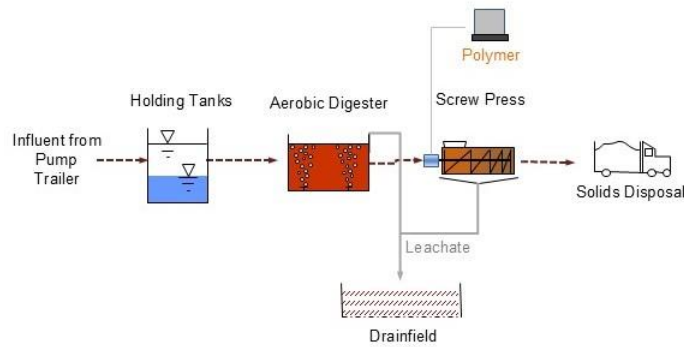 Polymer
Holding Tanks
Aerobic Digester
Screw Press
Influent from
Pump
Trailer
Solids Disposal
Leachate
Drainfield